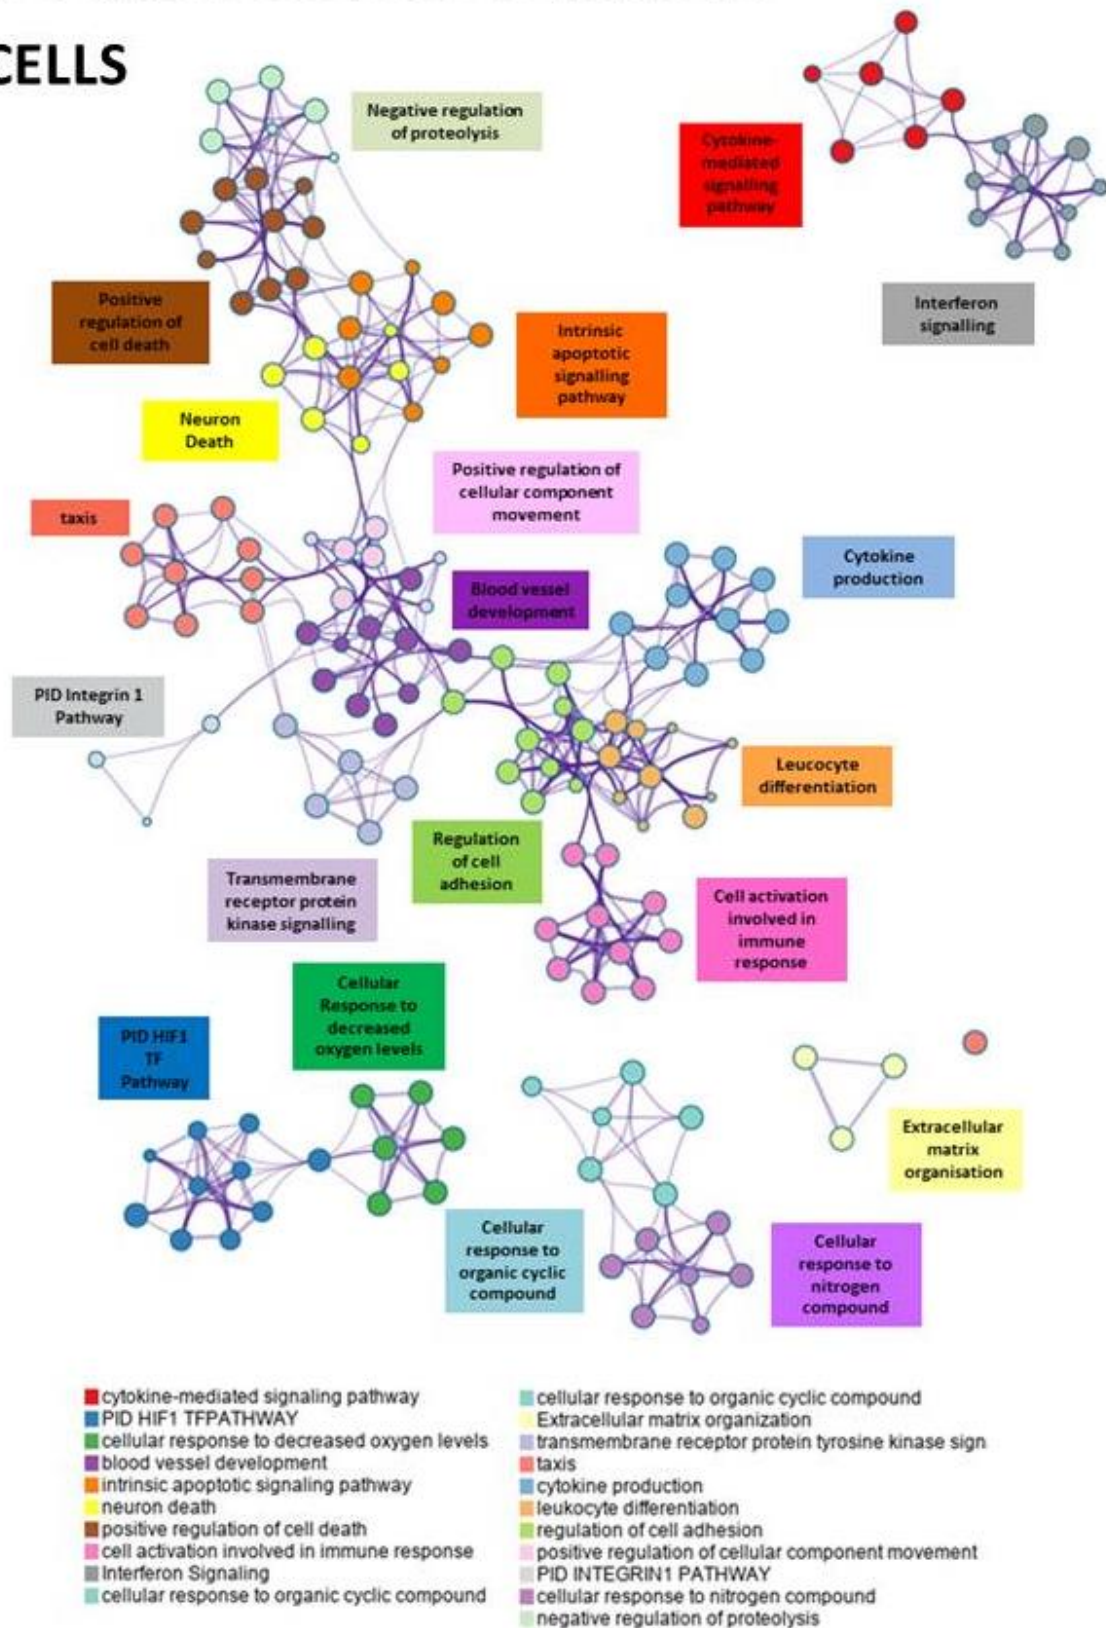 CELLS
Negative regulation
of proteolysis
Cytokine-
mediated
signalling
pathway
Interferon
signalling
Positive
regulation of
cell death
Intrinsic
apoptotic
signalling
pathway
Neuron
Death
Positive regulation of
cellular component
movement
taxis
Cytokine
production
Blood vessel
development
PID Integrin 1
Pathway
Leucocyte
differentiation
Regulation
of cell
adhesion
Transmembrane
receptor protein
kinase signalling
Cell activation
involved in
immune
response
Cellular
Response to
decreased
oxygen levels
PID HIF1
TF
Pathway
Extracellular
matrix
organisation
Cellular
response to
organic cyclic
compound
Cellular
response to
nitrogen
compound
cytokine-mediated signaling pathway
PID HIF1 TFPATHWAY
cellular response to decreased oxygen levels
blood vessel development
intrinsic apoptotic signaling pathway
neuron death
positive regulation of cell death
cell activation involved in immune response
Interferon Signaling
cellular response to organic cyclic compound
cellular response to organic cyclic compound
Extracellular matrix organization
transmembrane receptor protein tyrosine kinase sign
taxis
cytokine production
leukocyte differentiation
regulation of cell adhesion
positive regulation of cellular component movement
PID INTEGRIN1 PATHWAY
cellular response to nitrogen compound
negative regulation of proteolysis